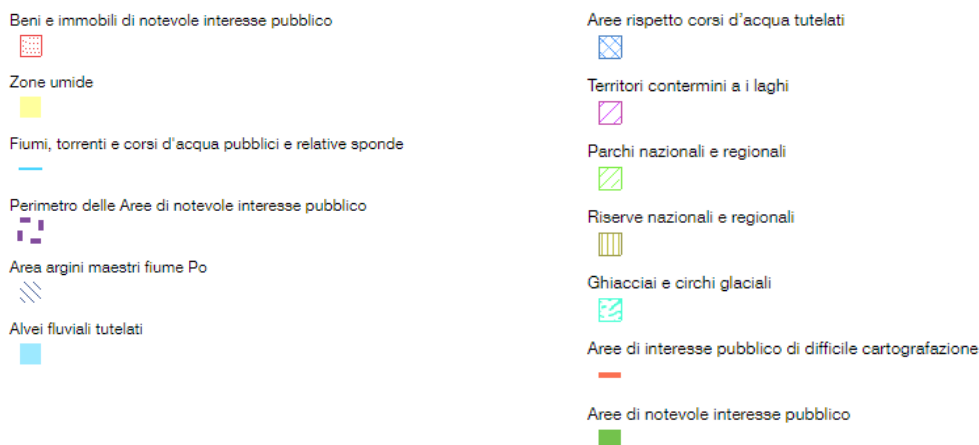 Beni e immobili di notevole interesse pubblico
Zone umide
Fiumi, torrenti e corsi d'acqua pubblici e relative sponde
Perimetro delle Aree di notevole interesse pubblico
Area argini maestri fiume Po
Alvei fluviali tutelati
Aree rispetto corsi d'acqua tutelati
Territori contermini a i laghi
Parchi nazionali e regionali
Riserve nazionali e regionali
Ghiacciai e circhi glaciali
Aree di interesse pubblico di difficile cartografazione
Aree di notevole interesse pubblico